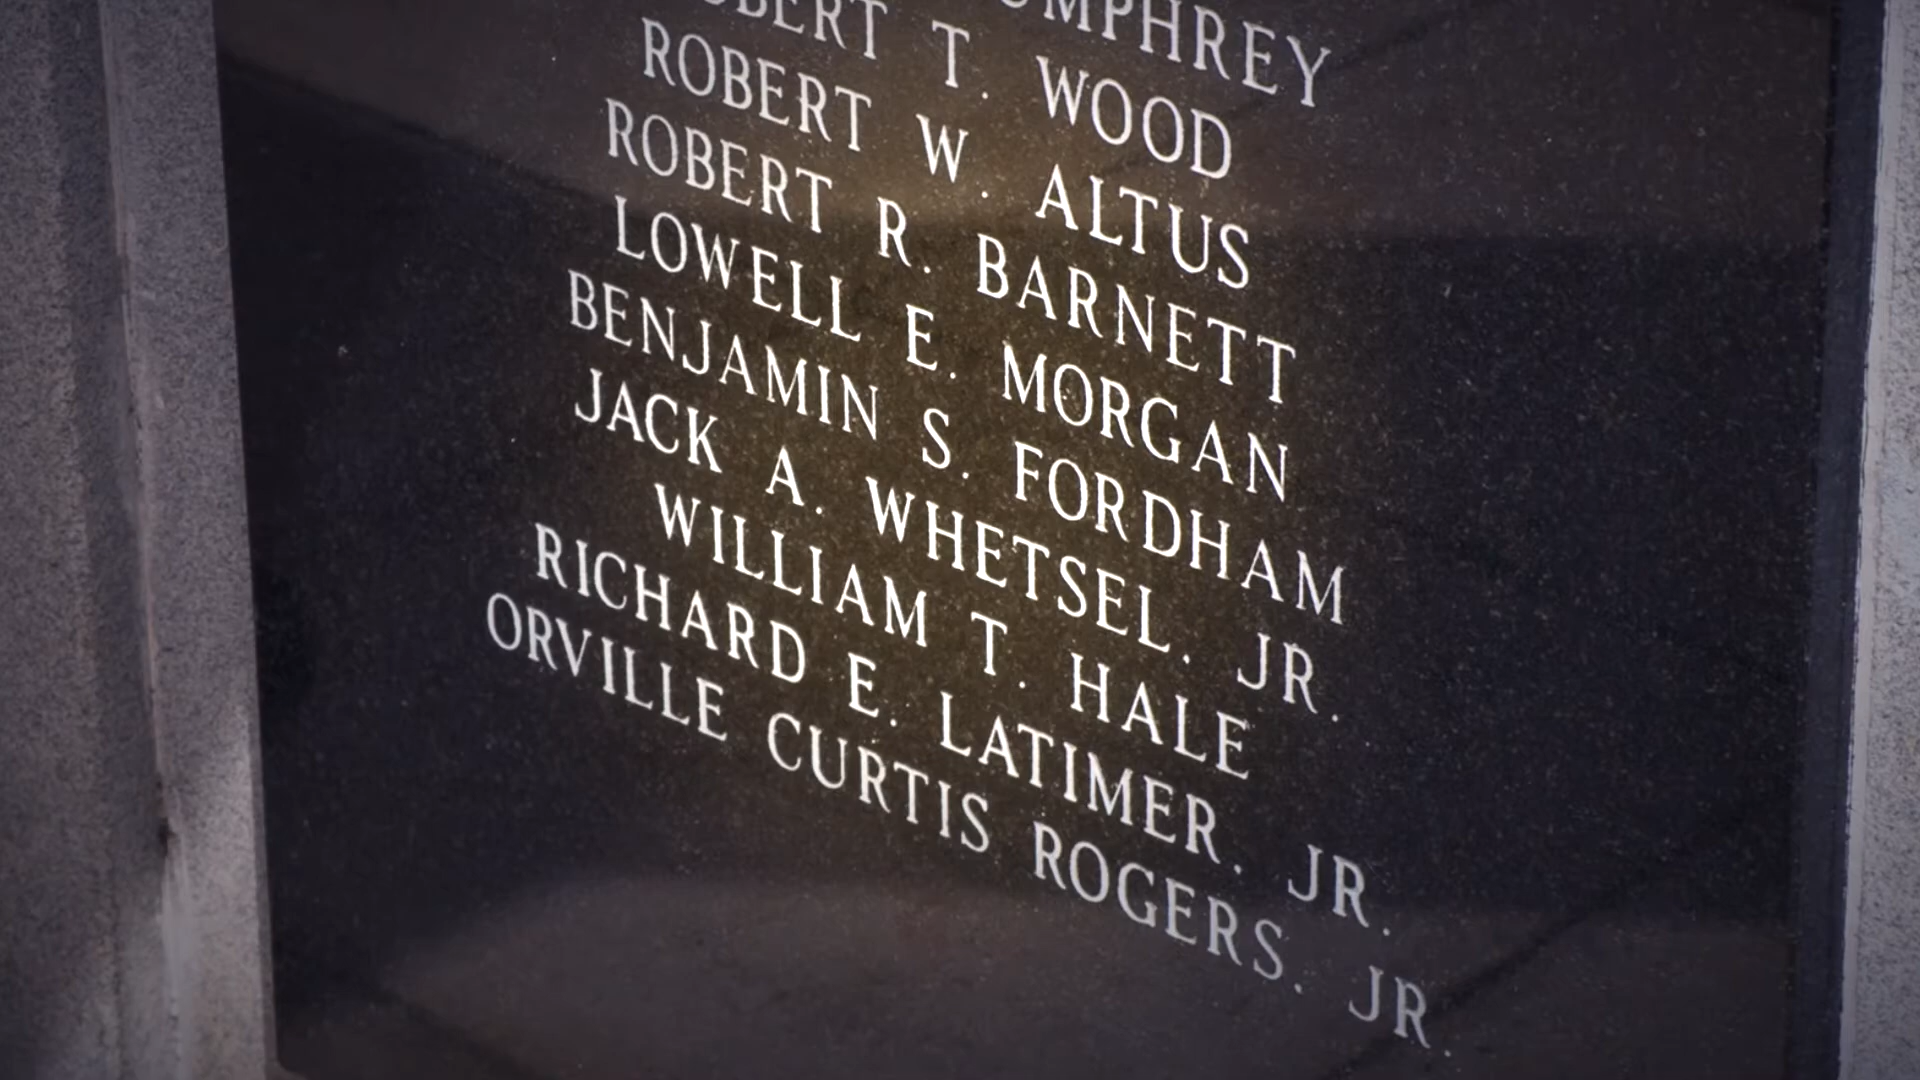 T. WOOD
ROBERT W. ALTUS
ROBERT R. BARNETT
LOWELL E. MORGAN
BENJAMIN S. FORDHAM
JACK A. WHETSEL. JR.
WILLIAM T. HALE
RICHARD E. LATIMER. JR.
ORVILLE CURTIS ROGERS. JR.